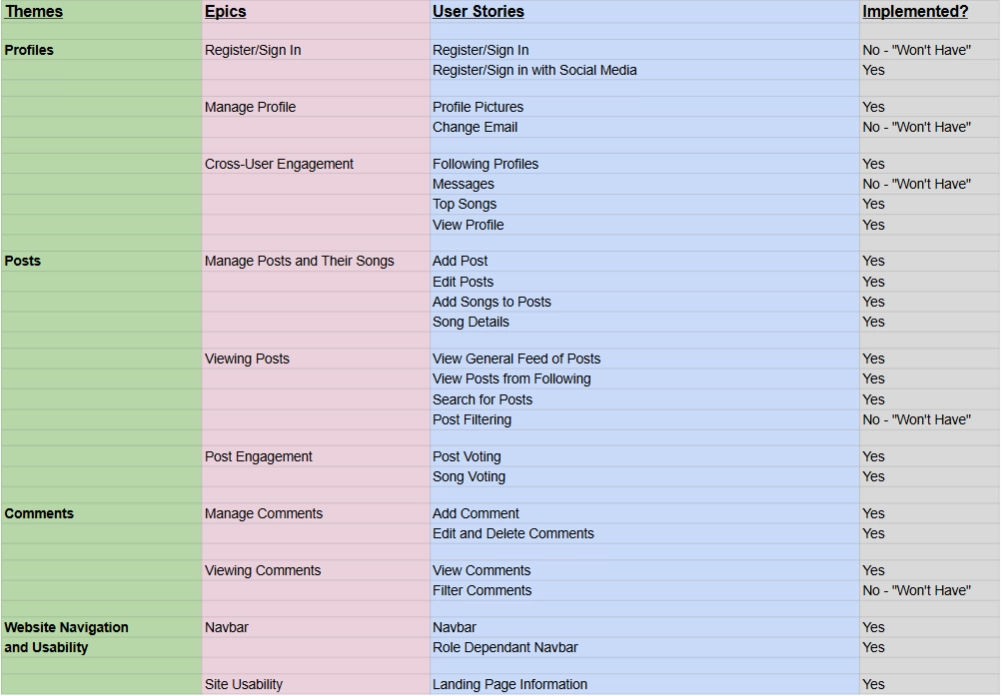 Themes Epics User Stories Implemented?
Profiles Register/Sign In Register/Sign In No - "Won't Have"
Register/Sign in with Social Media Yes
Manage Profile Profile Pictures Yes
Change Email No - "Won't Have"
Cross-User Engagement Following Profiles Yes
Messages No - "Won't Have"
Top Songs Yes
View Profile Yes
Posts Manage Posts and Their Songs Add Post Yes
Edit Posts Yes
Add Songs to Posts Yes
Song Details Yes
Viewing Posts View General Feed of Posts Yes
View Posts from Following Yes
Search for Posts Yes
Post Filtering No - "Won't Have"
Post Engagement Post Voting Yes
Song Voting Yes
Comments Manage Comments Add Comment Yes
Edit and Delete Comments Yes
Viewing Comments View Comments Yes
Filter Comments No - "Won't Have"
Website Navigation Navbar Navbar Yes
and Usability Role Dependant Navbar Yes
Site Usability Landing Page Information Yes